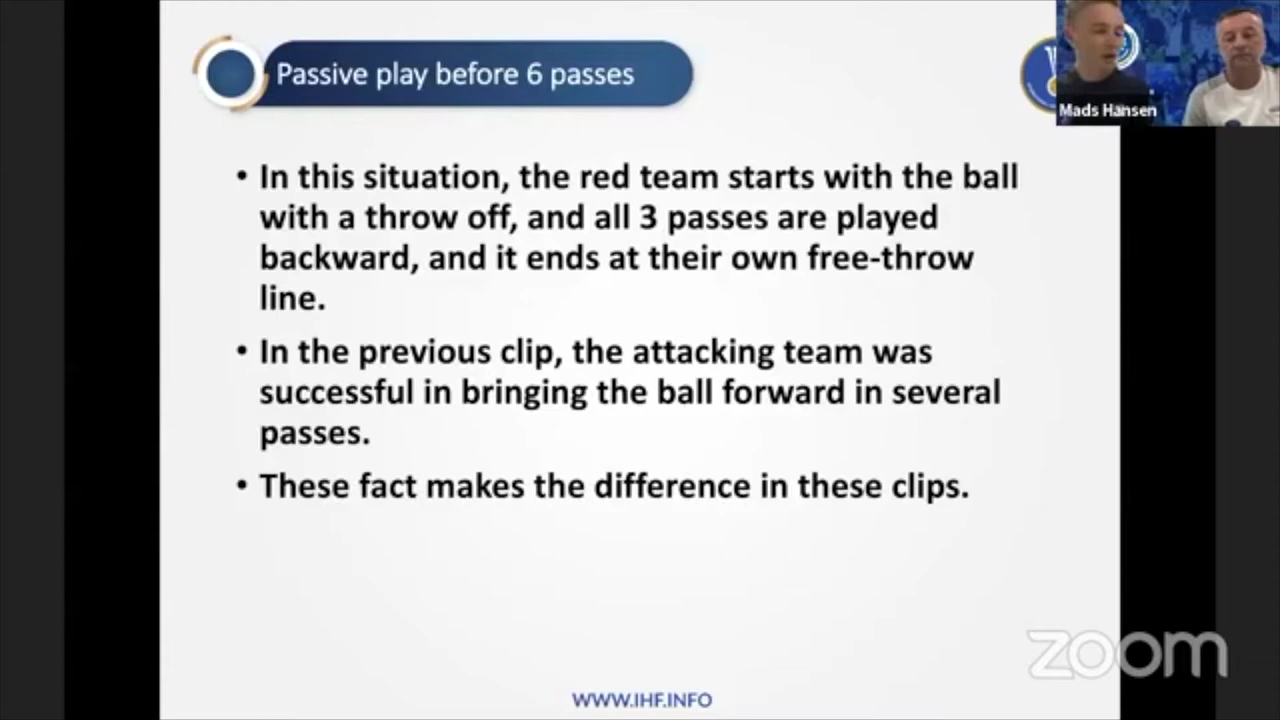 Passive play before 6 passes
Mads Hansen
• In this situation, the red team starts with the ball
with a throw off, and all 3 passes are played
backward, and it ends at their own free-throw
line.
• In the previous clip, the attacking team was
successful in bringing the ball forward in several
passes.
• These fact makes the difference in these clips.
zoom
WWW.IHF.INFO